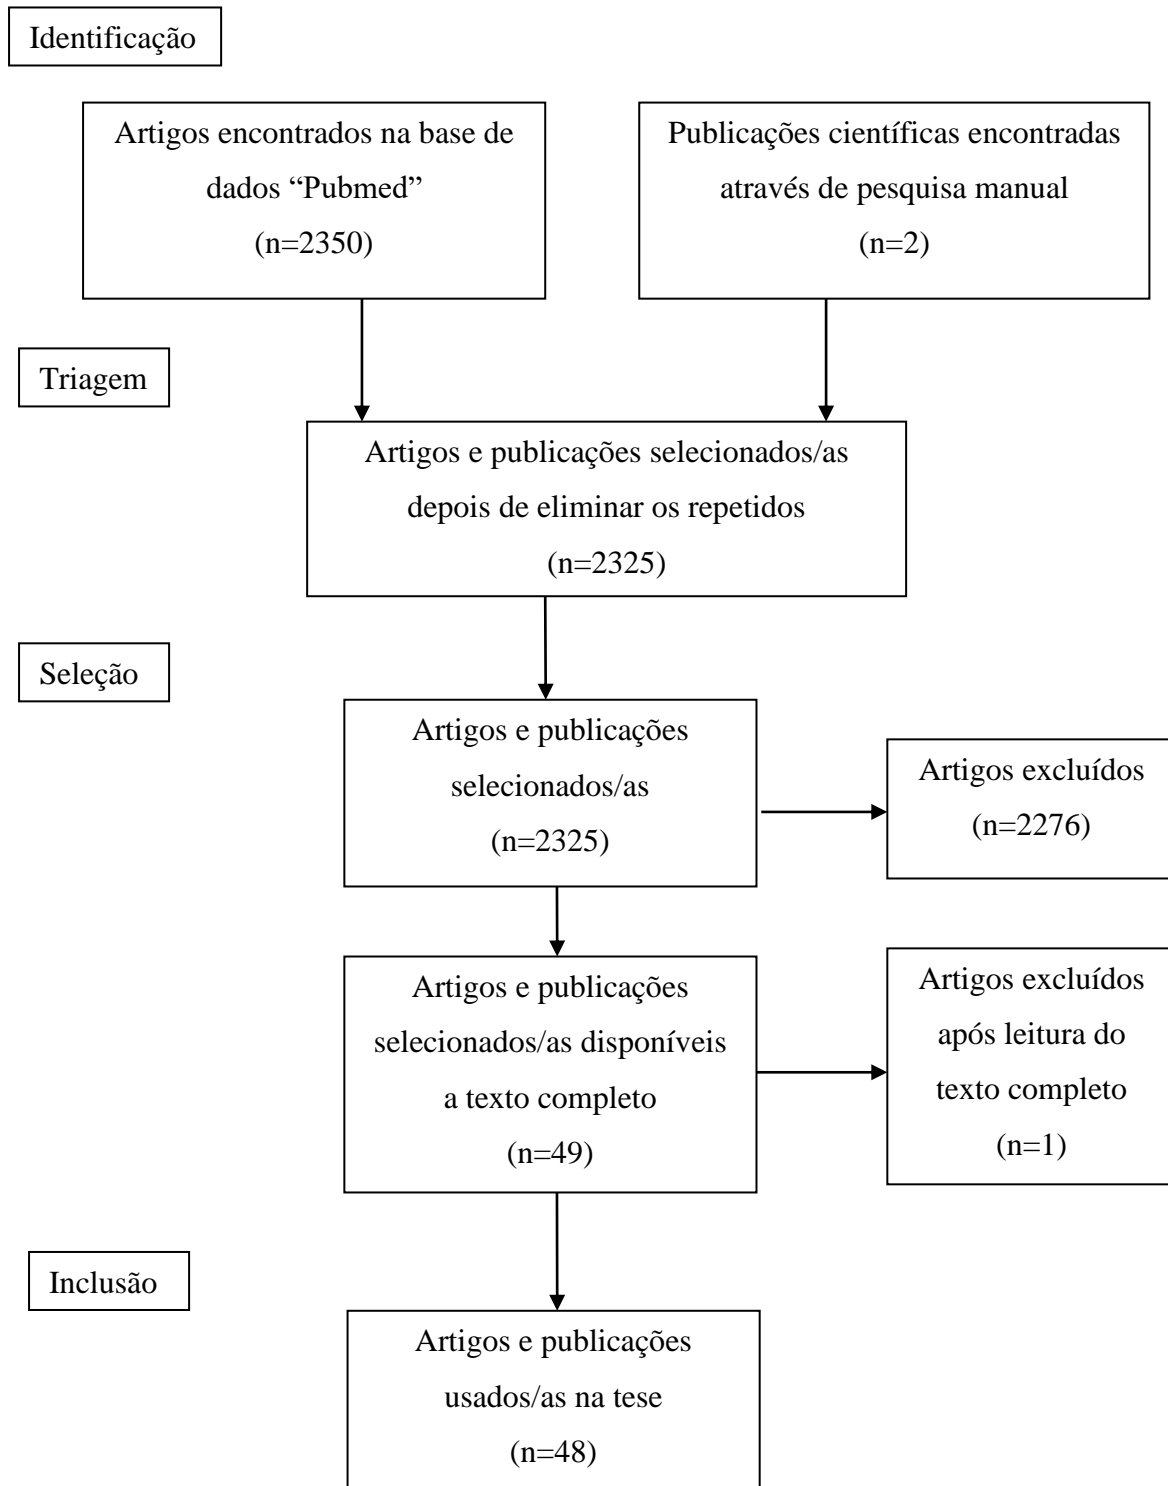 Identificação
Artigos encontrados na base de
dados “Pubmed”
(n=2350)
Publicações científicas encontradas
através de pesquisa manual
(n=2)
Triagem
Artigos e publicações selecionados/as
depois de eliminar os repetidos
(n=2325)
Seleção
Artigos e publicações
selecionados/as
(n=2325)
Artigos excluídos
(n=2276)
Artigos e publicações
selecionados/as disponíveis
a texto completo
(n=49)
Artigos excluídos
após leitura do
texto completo
(n=1)
Inclusão
Artigos e publicações
usados/as na tese
(n=48)